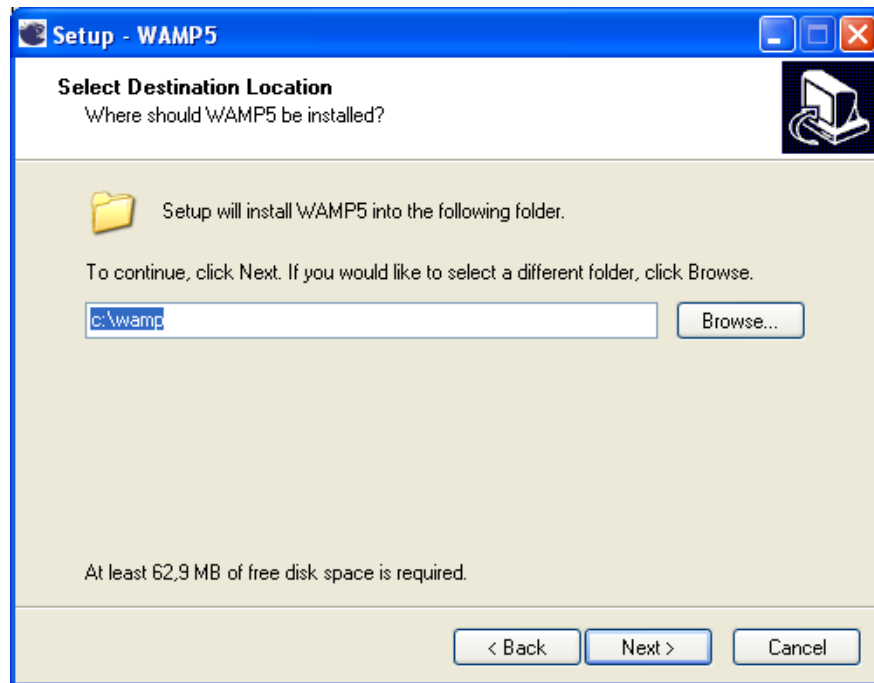 Setup - WAMP5
Select Destination Location
Where should WAMP5 be installed?
Setup will install WAMP5 into the following folder.
To continue, click Next. If you would like to select a different folder, click Browse.
c:\wamp
Browse...
At least 62,9 MB of free disk space is required.
< Back
Next >
Cancel